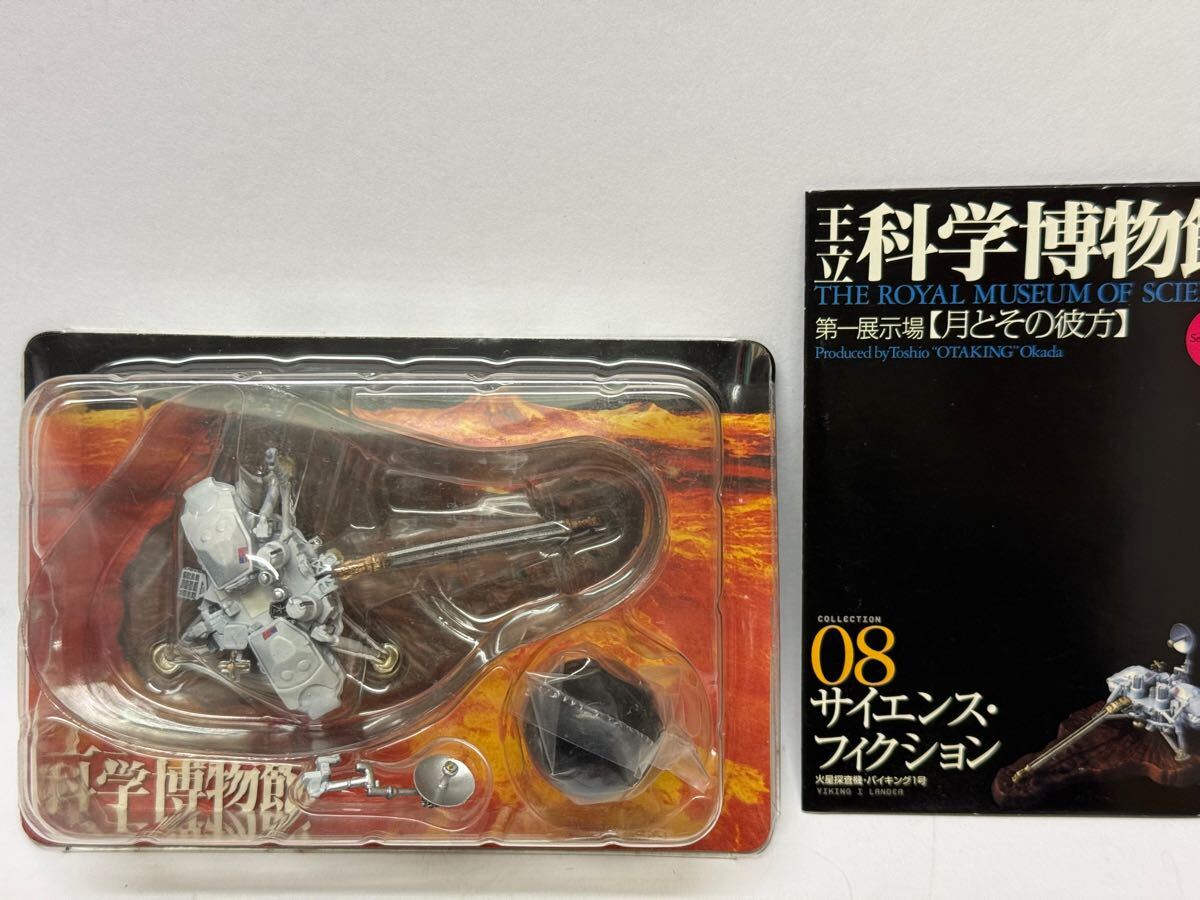 王立科学博物館
THE ROYAL MUSEUM OF SCIE
第一展示場【月とその彼方】
Produced by Toshio "OTAKING" Okada
COLLECTION
08
サイエンス・
フィクション
火星探査機・バイキング1号
VIKING I LANDER
科学博物館